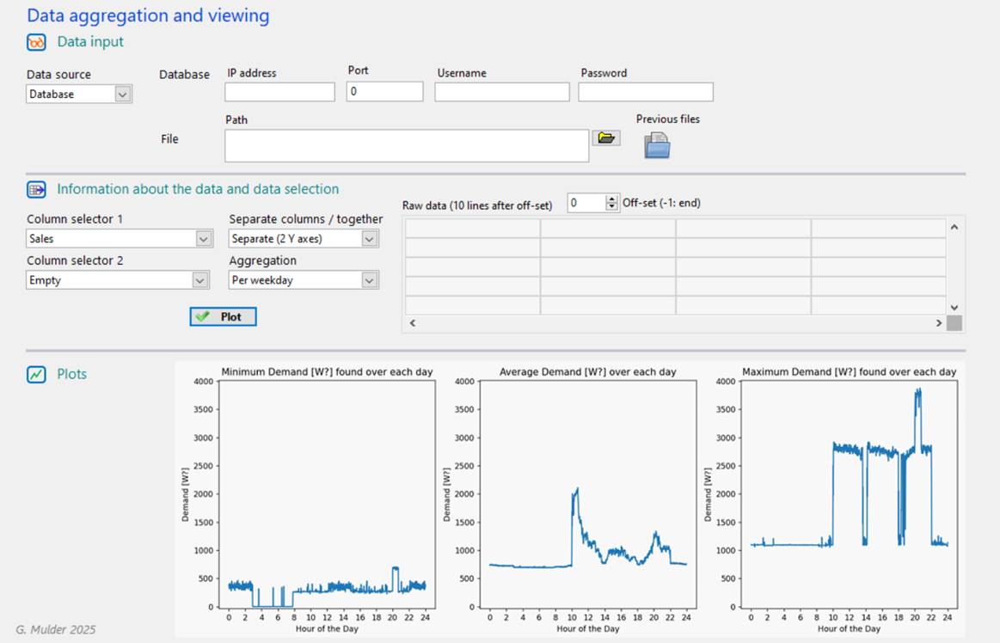 Data aggregation and viewing
Data input
Data source
Database
Database
IP address
Port
0
Username
Password
Path
File
Previous files
Information about the data and data selection
Column selector 1
Sales
Separate columns / together
Separate (2 Y axes)
Column selector 2
Empty
Aggregation
Per weekday
Plot
Raw data (10 lines after off-set)
0
Off-set (-1: end)
Plots
Minimum Demand [W?] found over each day
4000
3500
3000
2500
2000
1500
1000
500
0
Demand [W?]
0 2 4 6 8 10 12 14 16 18 20 22 24
Hour of the Day
Average Demand [W?] over each day
4000
3500
3000
2500
2000
1500
1000
500
0
Demand [W?]
0 2 4 6 8 10 12 14 16 18 20 22 24
Hour of the Day
Maximum Demand [W?] found over each day
4000
3500
3000
2500
2000
1500
1000
500
0
Demand [W?]
0 2 4 6 8 10 12 14 16 18 20 22 24
Hour of the Day
G. Mulder 2025